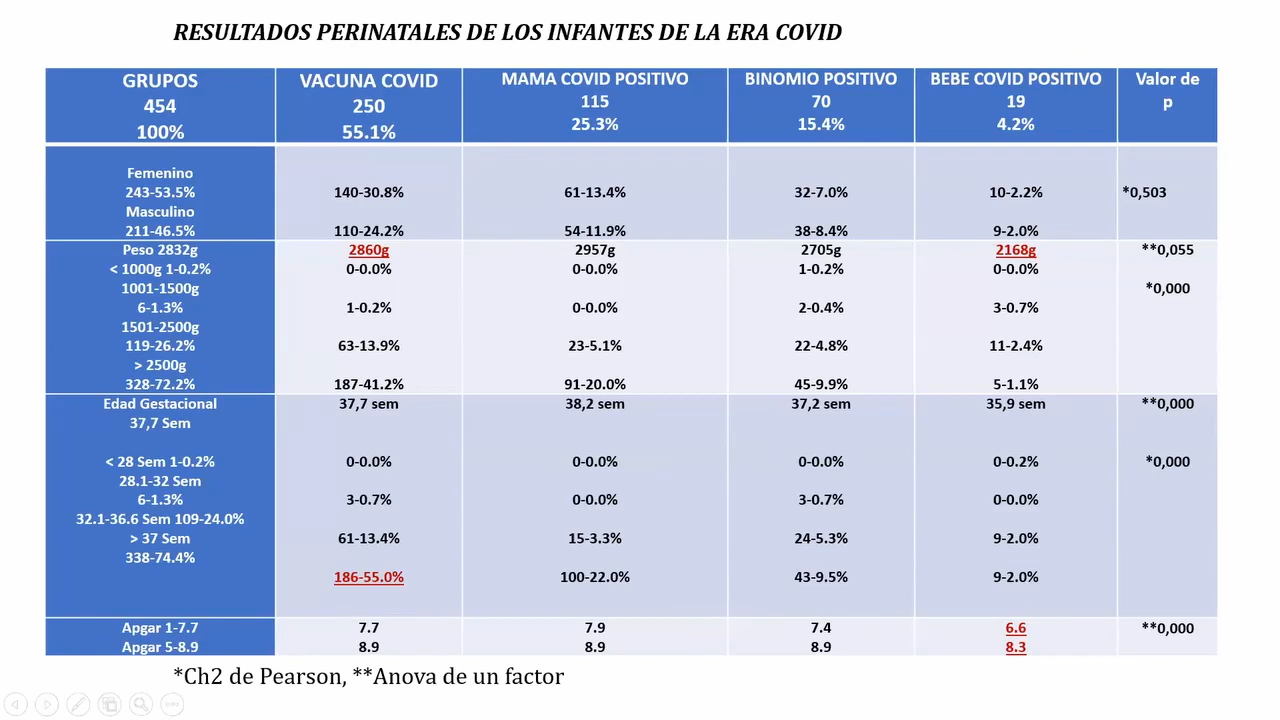 RESULTADOS PERINATALES DE LOS INFANTES DE LA ERA COVID
GRUPOS
454
100%
VACUNA COVID
250
55.1%
MAMA COVID POSITIVO
115
25.3%
BINOMIO POSITIVO
70
15.4%
BEBE COVID POSITIVO
19
4.2%
Valor de
p
Femenino
243-53.5% 140-30.8% 61-13.4% 32-7.0% 10-2.2% *0,503
Masculino
211-46.5% 110-24.2% 54-11.9% 38-8.4% 9-2.0%
Peso 2832g 2860g 2957g 2705g 2168g **0,055
< 1000g 1-0.2% 0-0.0% 0-0.0% 1-0.2% 0-0.0%
1001-1500g *0,000
6-1.3% 1-0.2% 0-0.0% 2-0.4% 3-0.7%
1501-2500g
119-26.2% 63-13.9% 23-5.1% 22-4.8% 11-2.4%
> 2500g
328-72.2% 187-41.2% 91-20.0% 45-9.9% 5-1.1%
Edad Gestacional 37,7 sem 38,2 sem 37,2 sem 35,9 sem **0,000
37,7 Sem
< 28 Sem 1-0.2% 0-0.0% 0-0.0% 0-0.0% 0-0.2% *0,000
28.1-32 Sem
6-1.3% 3-0.7% 0-0.0% 3-0.7% 0-0.0%
32.1-36.6 Sem 109-24.0%
> 37 Sem 61-13.4% 15-3.3% 24-5.3% 9-2.0%
338-74.4%
186-55.0% 100-22.0% 43-9.5% 9-2.0%
Apgar 1-7.7 7.7 7.9 7.4 6.6 **0,000
Apgar 5-8.9 8.9 8.9 8.9 8.3
*Ch2 de Pearson, **Anova de un factor